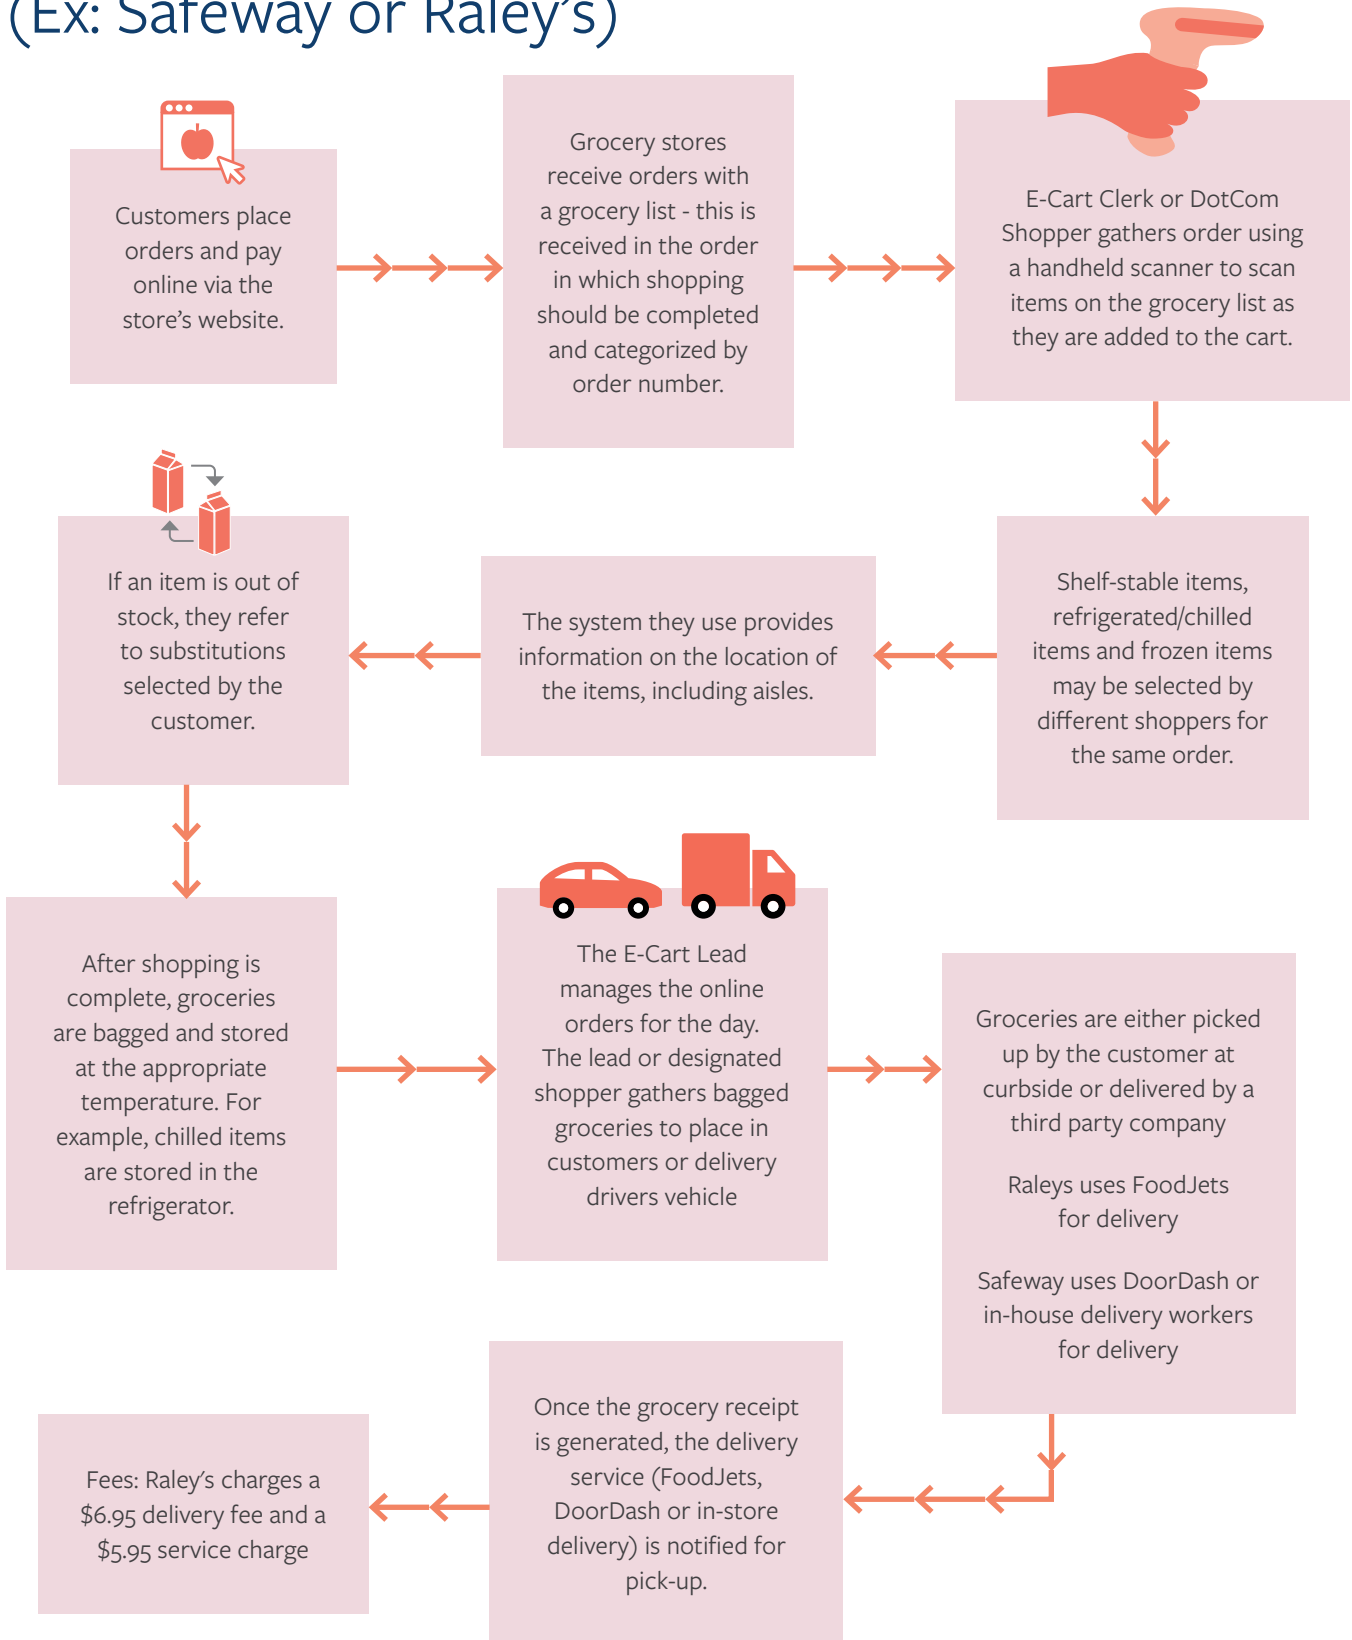 (Ex: Safeway or Raley's)
Customers place
orders and pay
online via the
store's website.
Grocery stores
receive orders with
a grocery list - this is
received in the order
in which shopping
should be completed
and categorized by
order number.
E-Cart Clerk or DotCom
Shopper gathers order using
a handheld scanner to scan
items on the grocery list as
they are added to the cart.
Shelf-stable items,
refrigerated/chilled
items and frozen items
may be selected by
different shoppers for
the same order.
The system they use provides
information on the location of
the items, including aisles.
If an item is out of
stock, they refer
to substitutions
selected by the
customer.
After shopping is
complete, groceries
are bagged and stored
at the appropriate
temperature. For
example, chilled items
are stored in the
refrigerator.
The E-Cart Lead
manages the online
orders for the day.
The lead or designated
shopper gathers bagged
groceries to place in
customers or delivery
drivers vehicle
Groceries are either picked
up by the customer at
curbside or delivered by a
third party company
Raleys uses FoodJets
for delivery
Safeway uses DoorDash or
in-house delivery workers
for delivery
Once the grocery receipt
is generated, the delivery
service (FoodJets,
DoorDash or in-store
delivery) is notified for
pick-up.
Fees: Raley's charges a
$6.95 delivery fee and a
$5.95 service charge